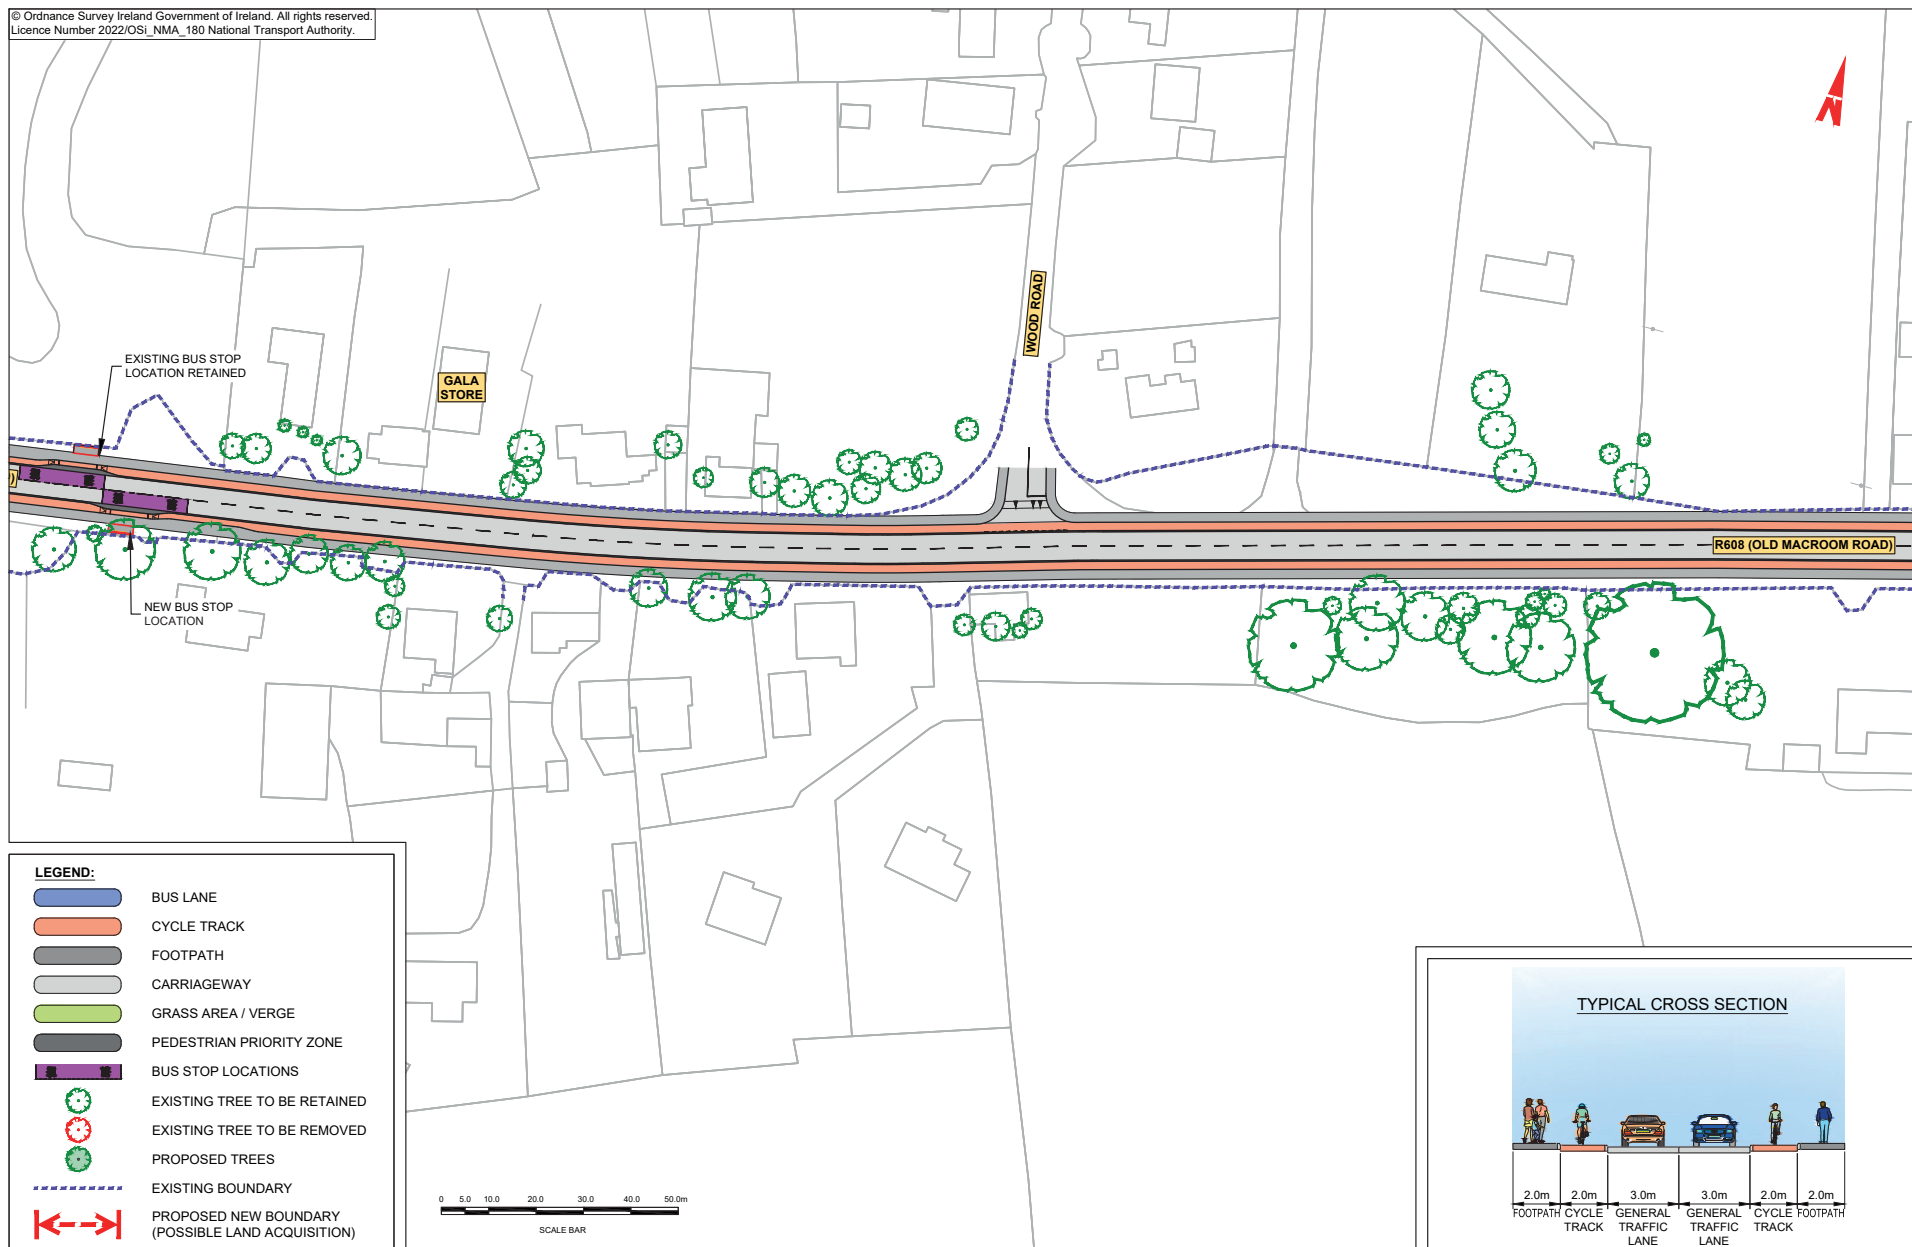 © Ordnance Survey Ireland Government of Ireland. All rights reserved.
Licence Number 2022/OSi_NMA_180 National Transport Authority.
N
EXISTING BUS STOP
LOCATION RETAINED
GALA
STORE
WOOD ROAD
)
R608 (OLD MACROOM ROAD)
NEW BUS STOP
LOCATION
LEGEND:
BUS LANE
CYCLE TRACK
FOOTPATH
CARRIAGEWAY
GRASS AREA / VERGE
PEDESTRIAN PRIORITY ZONE
BUS STOP LOCATIONS
EXISTING TREE TO BE RETAINED
EXISTING TREE TO BE REMOVED
PROPOSED TREES
EXISTING BOUNDARY
PROPOSED NEW BOUNDARY
(POSSIBLE LAND ACQUISITION)
0 5.0 10.0 20.0 30.0 40.0 50.0m
SCALE BAR
TYPICAL CROSS SECTION
2.0m 2.0m 3.0m 3.0m 2.0m 2.0m
FOOTPATH CYCLE GENERAL GENERAL CYCLE FOOTPATH
TRACK TRAFFIC TRAFFIC TRACK
LANE LANE